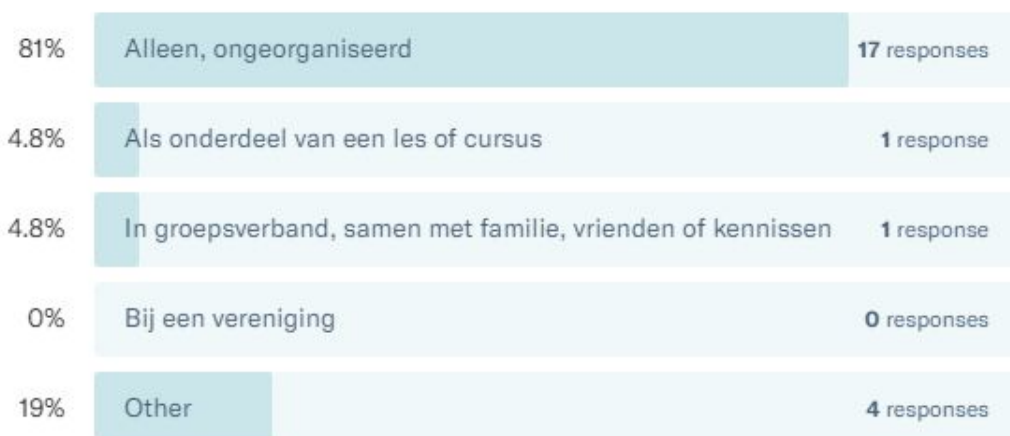 81% Alleen, ongeorganiseerd 17 responses
4.8% Als onderdeel van een les of cursus 1 response
4.8% In groepsverband, samen met familie, vrienden of kennissen 1 response
0% Bij een vereniging 0 responses
19% Other 4 responses